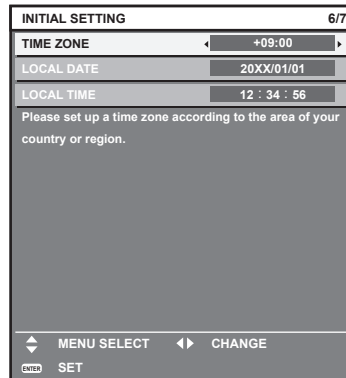 INITIAL SETTING 6/7
TIME ZONE +09:00
LOCAL DATE 20XX/01/01
LOCAL TIME 12 : 34 : 56
Please set up a time zone according to the area of your
country or region.
MENU SELECT CHANGE
ENTER SET